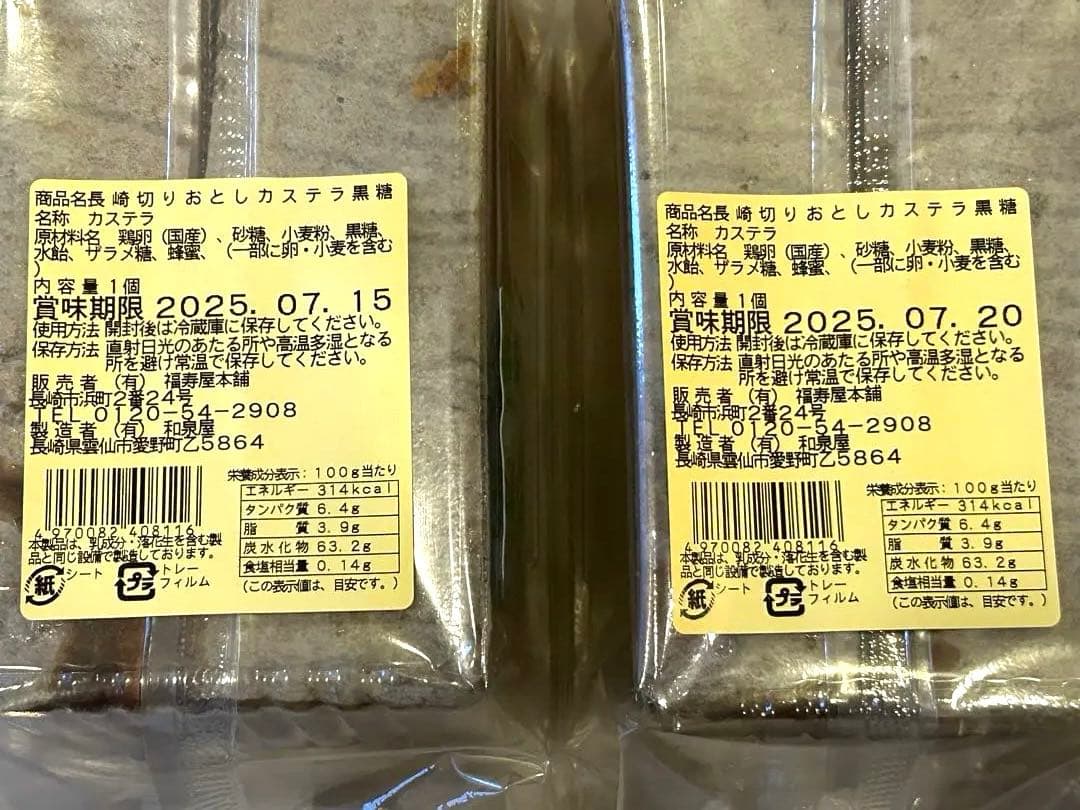 商品名長崎切りおとしカステラ黒糖
名称 カステラ
原材料名 鶏卵（国産）、砂糖、小麦粉、黒糖、
水飴、ザラメ糖、蜂蜜、（一部に卵・小麦を含む
）
内容量1個
賞味期限 2025. 07. 15
使用方法 開封後は冷蔵庫に保存してください。
保存方法 直射日光のあたる所や高温多湿となる
所を避け常温で保存してください。
販売者 （有） 福寿屋本舗
長崎市浜町2番24号
TEL 0120-54-2908
製造者 （有） 和泉屋
長崎県雲仙市愛野町乙5864
栄養成分表示：100g当たり
エネルギー 314kcal
タンパク質 6.4g
脂 質 3.9g
炭水化物 63.2g
食塩相当量 0.14g
（この表示値は、目安です。）
4 970082 408116
本製品は、乳成分・落花生を含む製
品と同じ設備で製造しております。
紙 シート
プラ トレー
フィルム
商品名長崎切りおとしカステラ黒糖
名称 カステラ
原材料名 鶏卵（国産）、砂糖、小麦粉、黒糖、
水飴、ザラメ糖、蜂蜜、（一部に卵・小麦を含む
）
内容量1個
賞味期限 2025. 07. 20
使用方法 開封後は冷蔵庫に保存してください。
保存方法 直射日光のあたる所や高温多湿となる
所を避け常温で保存してください。
販売者 （有） 福寿屋本舗
長崎市浜町2番24号
TEL 0120-54-2908
製造者 （有） 和泉屋
長崎県雲仙市愛野町乙5864
栄養成分表示：100g当たり
エネルギー 314kcal
タンパク質 6.4g
脂 質 3.9g
炭水化物 63.2g
食塩相当量 0.14g
（この表示値は、目安です。）
4 970082 408116
本製品は、乳成分・落花生を含む製
品と同じ設備で製造しております。
紙 シート
プラ トレー
フィルム